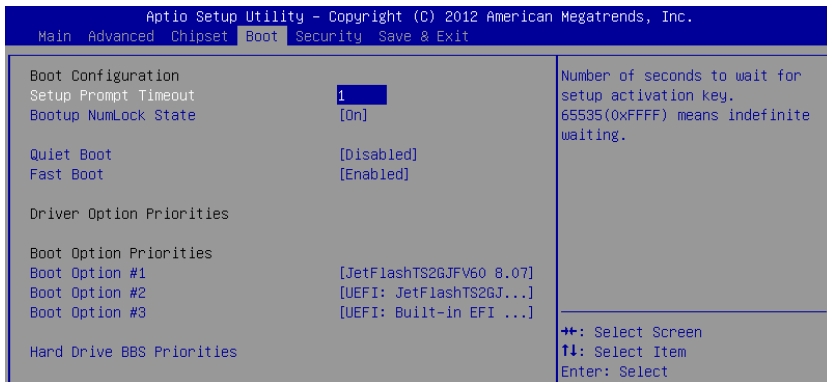 Aptio Setup Utility – Copyright (C) 2012 American Megatrends, Inc.
Main Advanced Chipset Boot Security Save & Exit
Boot Configuration
Setup Prompt Timeout 1
Bootup NumLock State [On]
Quiet Boot [Disabled]
Fast Boot [Enabled]
Driver Option Priorities
Boot Option Priorities
Boot Option #1 [JetFlashTS2GJFV60 8.07]
Boot Option #2 [UEFI: JetFlashTS2GJ...]
Boot Option #3 [UEFI: Built-in EFI ...]
Hard Drive BBS Priorities
Number of seconds to wait for
setup activation key.
65535(0xFFFF) means indefinite
waiting.
→←: Select Screen
↑↓: Select Item
Enter: Select